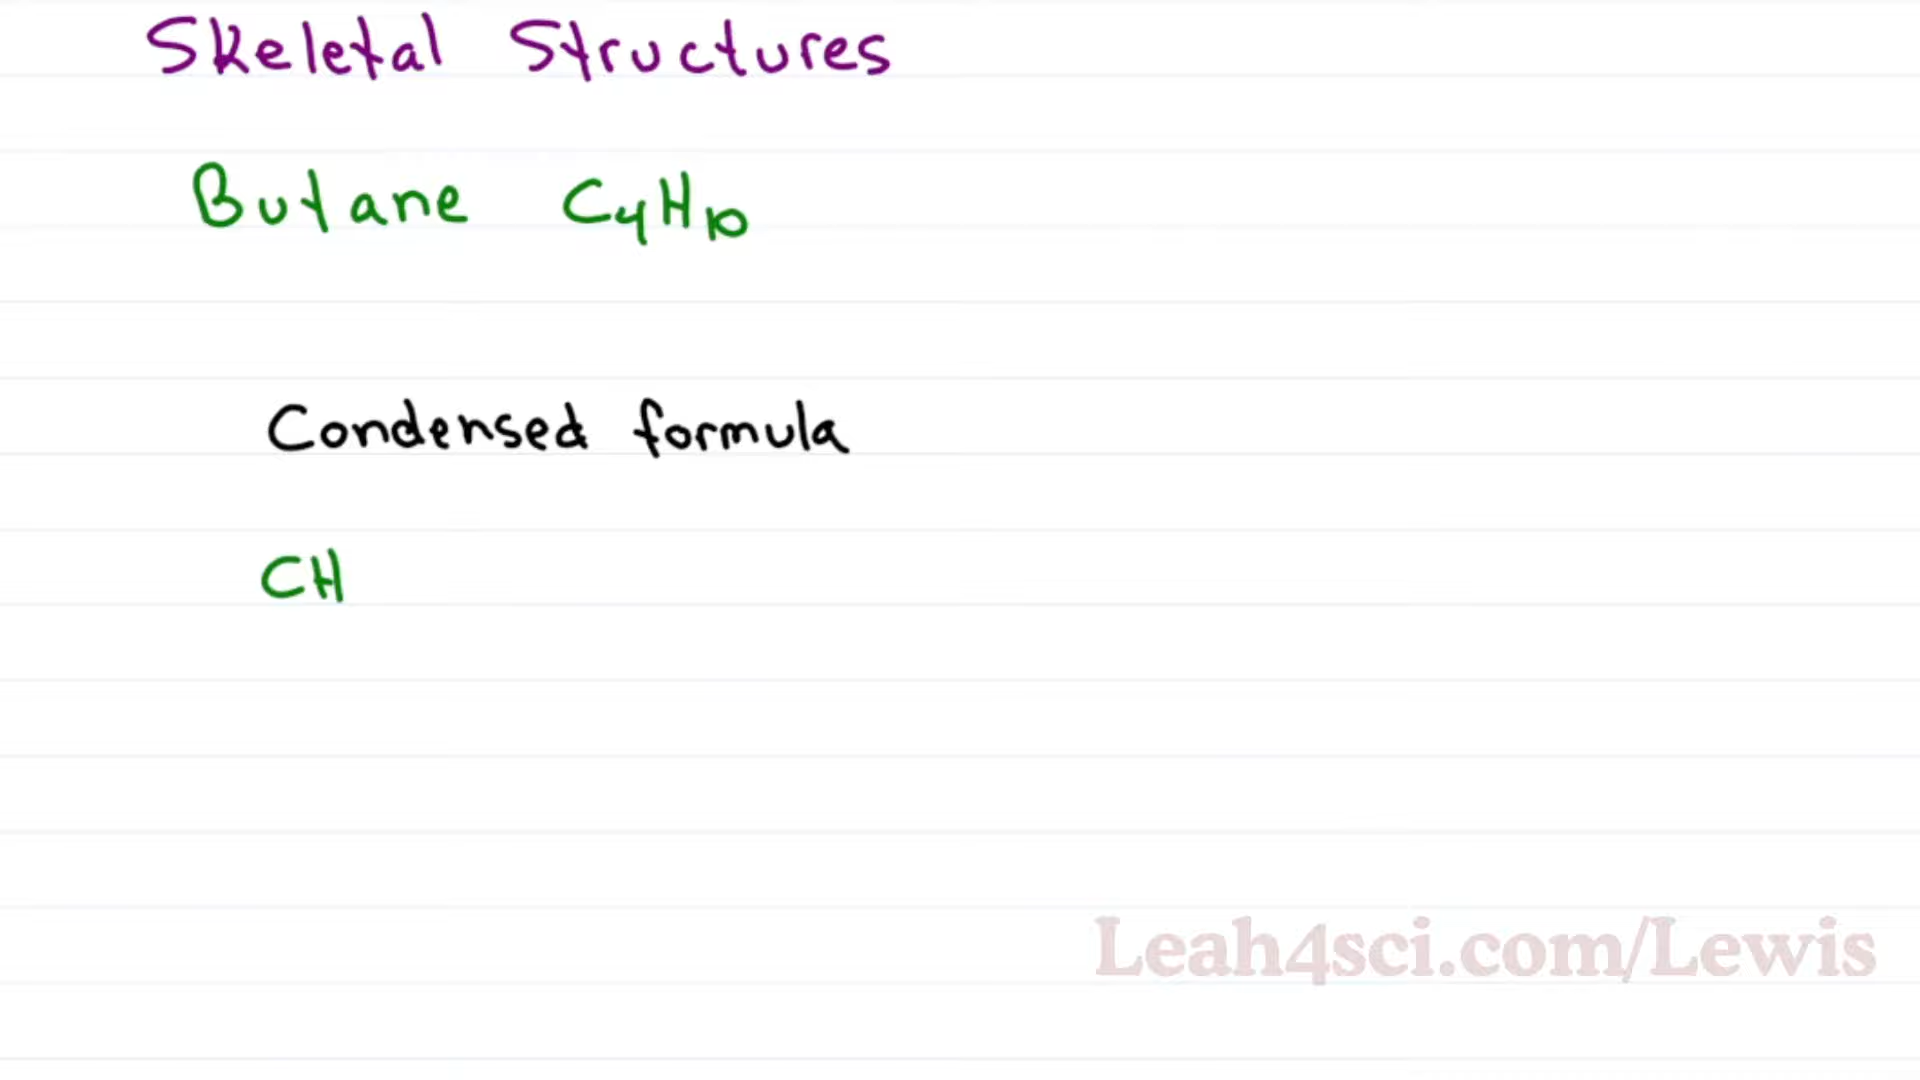 Skeletal Structures
Butane C₄H₁₀
Condensed formula
CH
Leah4sci.com/Lewis